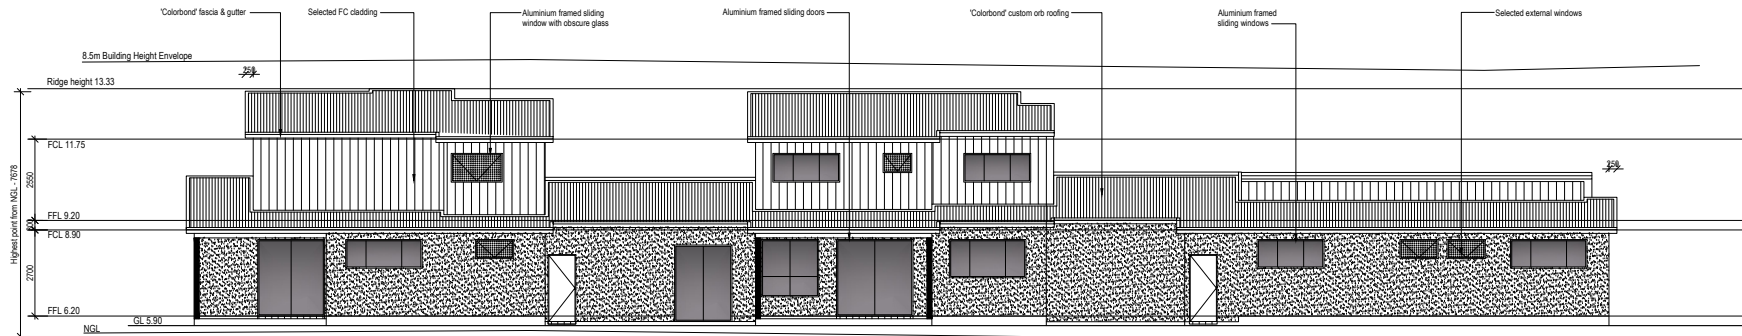 'Colorbond' fascia & gutter
Selected FC cladding
Aluminium framed sliding
window with obscure glass
Aluminium framed sliding doors
'Colorbond' custom orb roofing
Aluminium framed
sliding windows
Selected external windows
8.5m Building Height Envelope
Ridge height 13.33
FCL 11.75
2550
Highest point from NGL - 7678
FFL 9.20
FCL 8.90
2700
FFL 6.20
GL 5.90
NGL